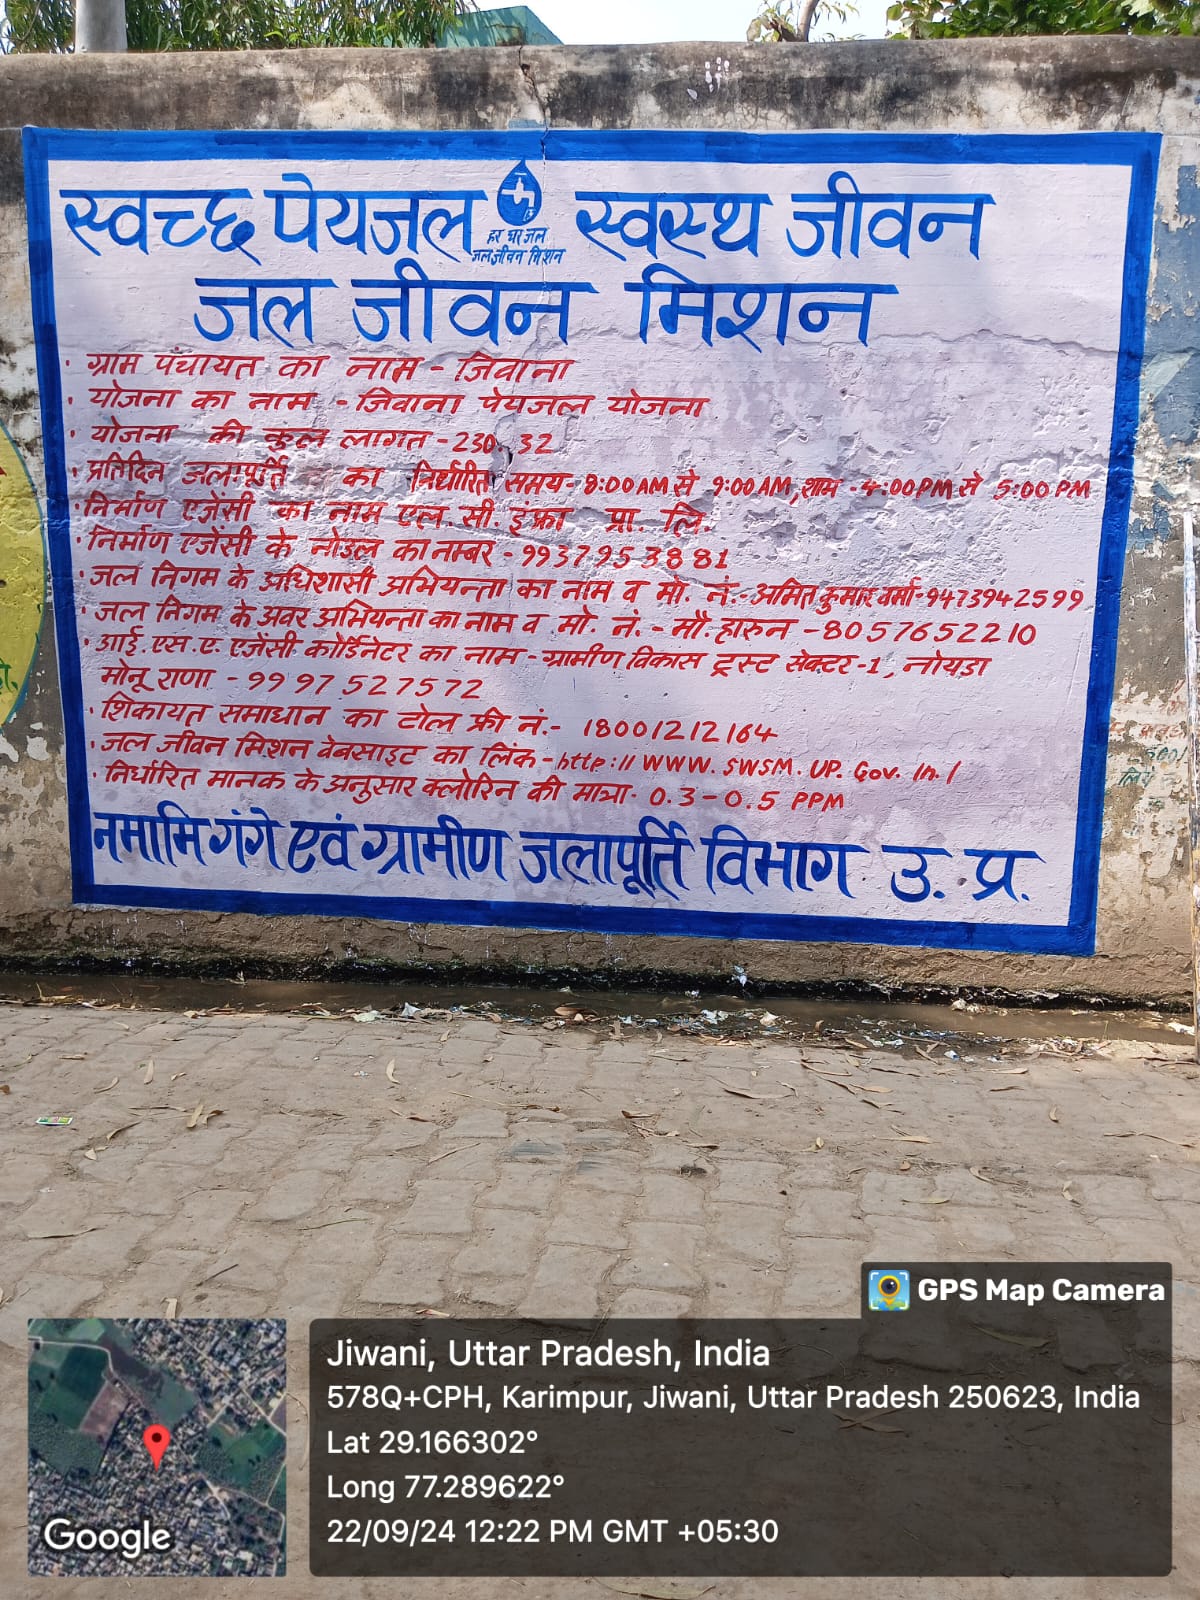 स्वच्छ पेयजल स्वस्थ जीवन
हर घर जल
जल जीवन मिशन
जल जीवन मिशन
· ग्राम पंचायत का नाम - जिवाना
· योजना का नाम - जिवाना पेयजल योजना
· योजना की कुल लागत - 230.32
· प्रतिदिन जलापूर्ति का निर्धारित समय - 8:00 AM से 9:00 AM, शाम - 4:00 PM से 5:00 PM
· निर्माण एजेंसी का नाम एल. सी. इंफ्रा प्रा. लि.
· निर्माण एजेंसी के नोडल का नम्बर - 9937953881
· जल निगम के अधिशासी अभियन्ता का नाम व मो. नं. - अमित कुमार वर्मा - 9473942599
· जल निगम के अवर अभियन्ता का नाम व मो. नं. - मौ. हारुन - 8057652210
· आई. एस. ए. एजेंसी कोर्डिनेटर का नाम - ग्रामीण विकास ट्रस्ट सेक्टर - 1, नोयडा
मोनू राणा - 9997527572
· शिकायत समाधान का टोल फ्री नं. - 18001212164
· जल जीवन मिशन वेबसाइट का लिंक - http://WWW.SWSM.UP.Gov.In/
· निर्धारित मानक के अनुसार क्लोरिन की मात्रा - 0.3 - 0.5 PPM
नमामि गंगे एवं ग्रामीण जलापूर्ति विभाग उ. प्र.
GPS Map Camera
Jiwani, Uttar Pradesh, India
578Q+CPH, Karimpur, Jiwani, Uttar Pradesh 250623, India
Lat 29.166302°
Long 77.289622°
22/09/24 12:22 PM GMT +05:30
Google